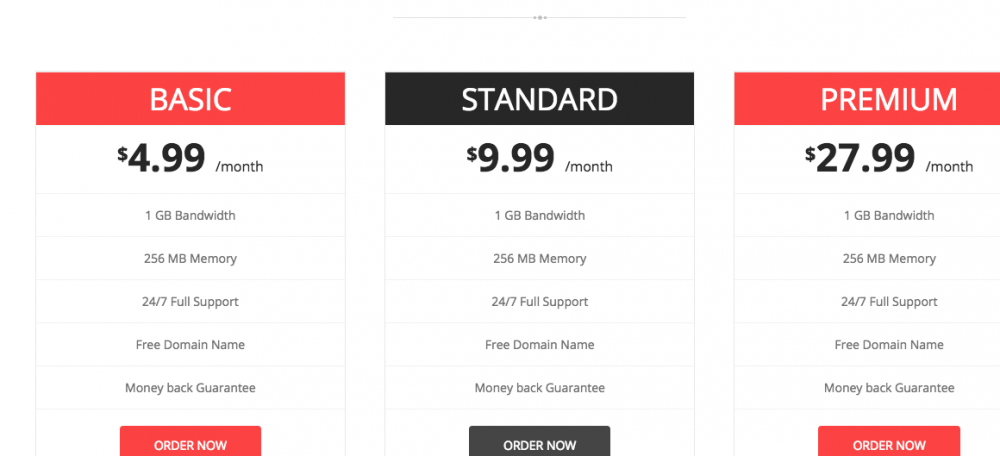 BASIC
$4.99 /month
1 GB Bandwidth
256 MB Memory
24/7 Full Support
Free Domain Name
Money back Guarantee
ORDER NOW
STANDARD
$9.99 /month
1 GB Bandwidth
256 MB Memory
24/7 Full Support
Free Domain Name
Money back Guarantee
ORDER NOW
PREMIUM
$27.99 /month
1 GB Bandwidth
256 MB Memory
24/7 Full Support
Free Domain Name
Money back Guarantee
ORDER NOW